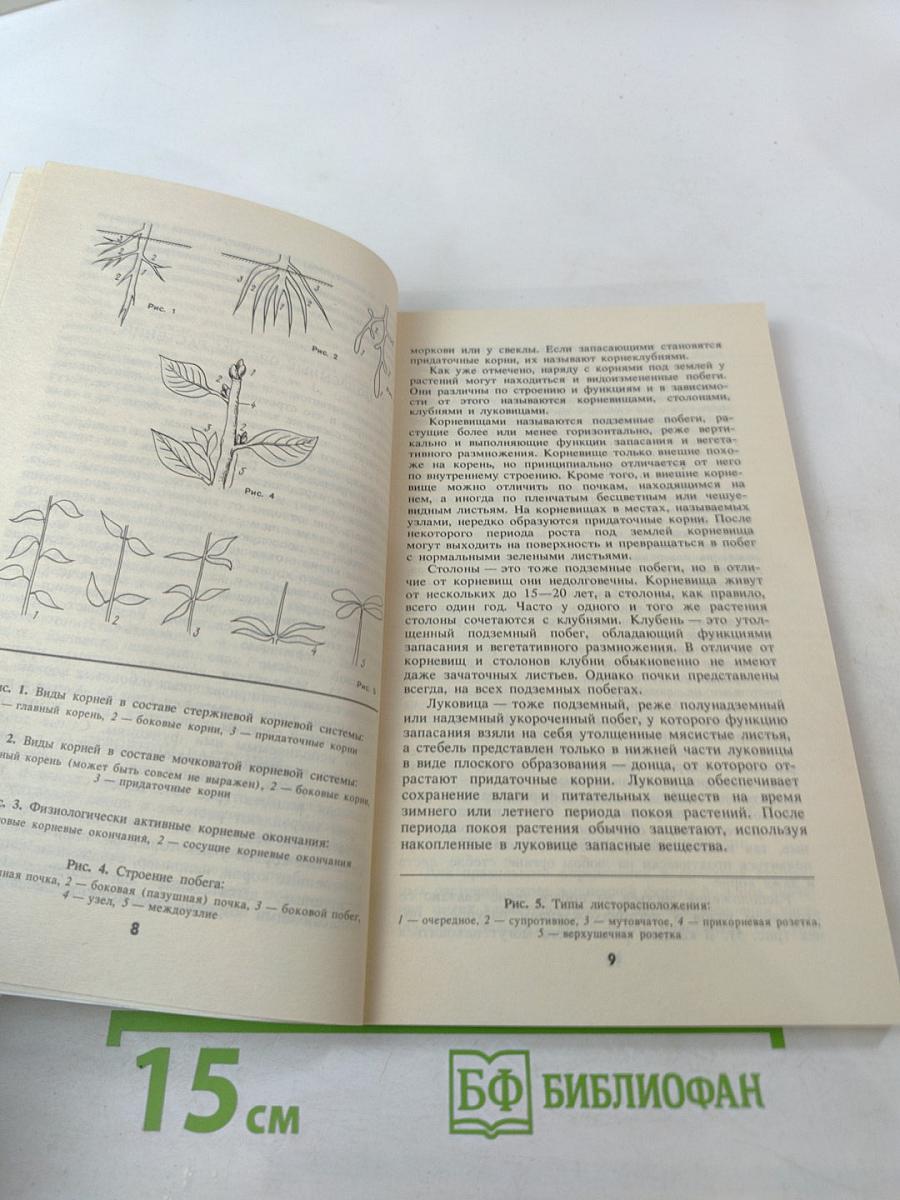 Рис. 1
Рис. 2
Рис. 4
Рис. 5
1. Виды корней в составе стержневой корневой системы:
— главный корень, 2 — боковые корни, 3 — придаточные корни
2. Виды корней в составе мочковатой корневой системы:
корень (может быть совсем не выражен), 2 — боковые корни,
3 — придаточные корни
3. Физиологически активные корневые окончания:
корневые окончания, 2 — сосущие корневые окончания
Рис. 4. Строение побега:
почка, 2 — боковая (пазушная) почка, 3 — боковой побег,
4 — узел, 5 — междоузлие
8
моркови или у свеклы. Если запасающими становятся
придаточные корни, их называют корнеклубнями.
Как уже отмечено, наряду с корнями под землей у
растений могут находиться и видоизмененные побеги.
Они различны по строению и функциям и в зависимо-
сти от этого называются корневищами, столонами,
клубнями и луковицами.
Корневищами называются подземные побеги, ра-
стущие более или менее горизонтально, реже верти-
кально и выполняющие функции запасания и вегета-
тивного размножения. Корневище только внешне похо-
же на корень, но принципиально отличается от него
по внутреннему строению. Кроме того, и внешне корне-
вище можно отличить по почкам, находящимся на
нем, а иногда по пленчатым бесцветным или чешуе-
видным листьям. На корневищах в местах, называемых
узлами, нередко образуются придаточные корни. После
некоторого периода роста под землей корневища
могут выходить на поверхность и превращаться в побег
с нормальными зелеными листьями.
Столоны — это тоже подземные побеги, но в отли-
чие от корневищ они недолговечны. Корневища живут
от нескольких до 15—20 лет, а столоны, как правило,
всего один год. Часто у одного и того же растения
столоны сочетаются с клубнями. Клубень — это утол-
щенный подземный побег, обладающий функциями
запасания и вегетативного размножения. В отличие от
корневищ и столонов клубни обыкновенно не имеют
даже зачаточных листьев. Однако почки представлены
всегда, на всех подземных побегах.
Луковица — тоже подземный, реже полунадземный
или надземный укороченный побег, у которого функцию
запасания взяли на себя утолщенные мясистые листья,
а стебель представлен только в нижней части луковицы
в виде плоского образования — донца, от которого от-
растают придаточные корни. Луковица обеспечивает
сохранение влаги и питательных веществ на время
зимнего или летнего периода покоя растений. После
периода покоя растения обычно зацветают, используя
накопленные в луковице запасные вещества.
Рис. 5. Типы листорасположения:
1 — очередное, 2 — супротивное, 3 — мутовчатое, 4 — прикорневая розетка,
5 — верхушечная розетка
9
15 см
БФ БИБЛИОФАН